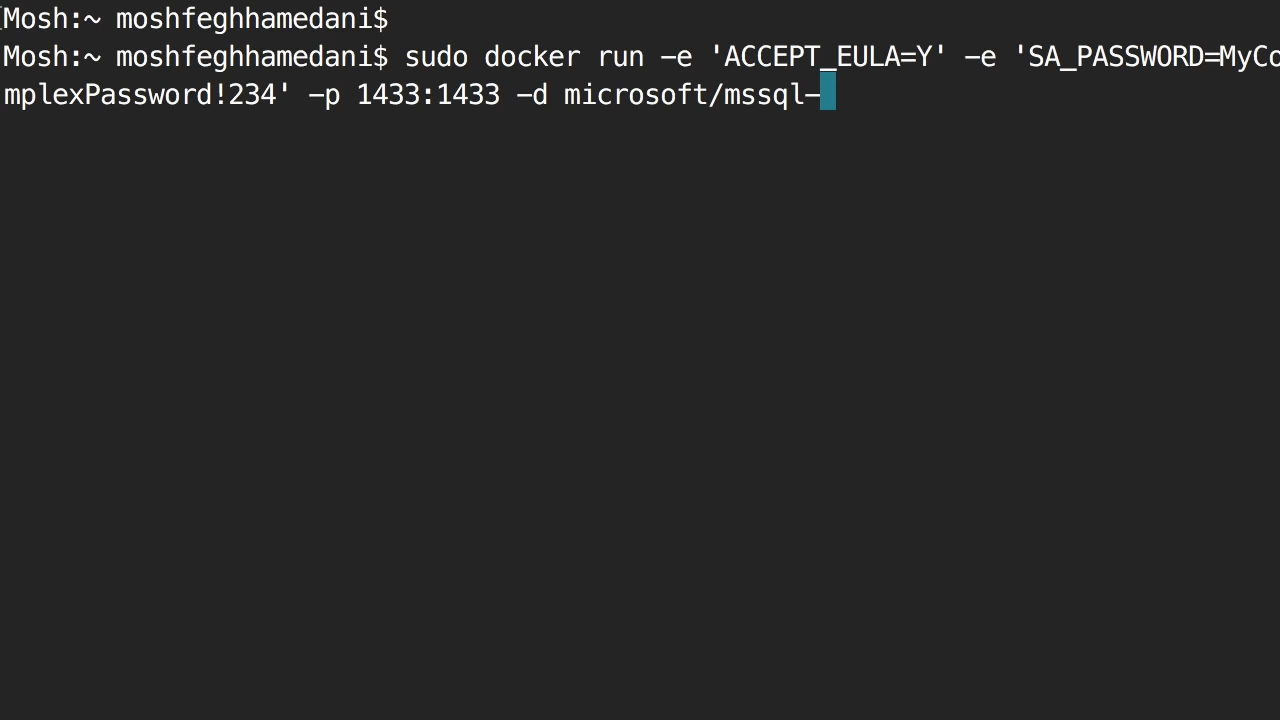 Mosh:~ moshfeghhamedani$
Mosh:~ moshfeghhamedani$ sudo docker run -e 'ACCEPT_EULA=Y' -e 'SA_PASSWORD=MyCo
mplexPassword!234' -p 1433:1433 -d microsoft/mssql-